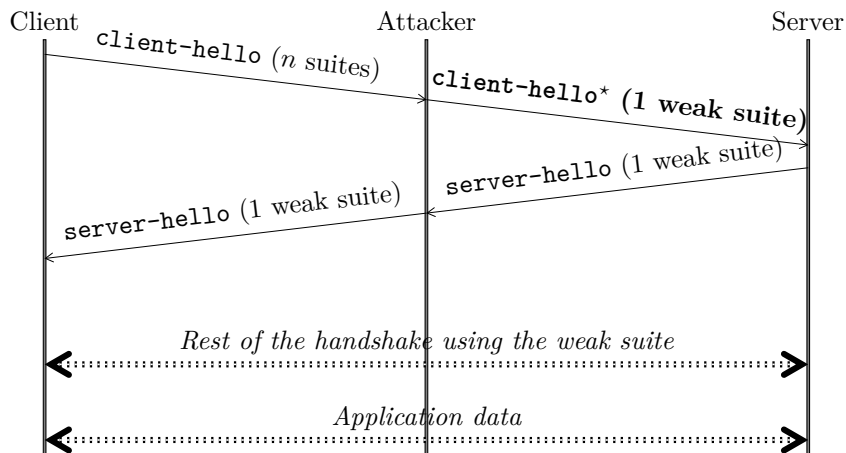 Client Attacker Server
client-hello (n suites)
client-hello* (1 weak suite)
server-hello (1 weak suite)
server-hello (1 weak suite)
Rest of the handshake using the weak suite
Application data